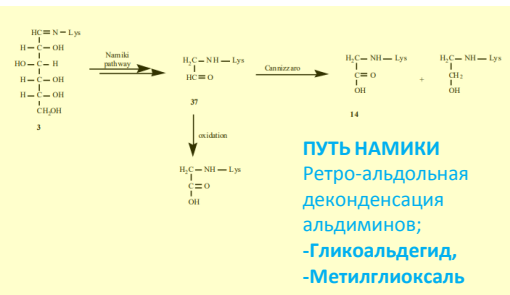 HC=N—Lys
H—C—OH
HO—C—H
H—C—OH
H—C—OH
CH₂OH
3
Namiki
pathway
H₂C—NH—Lys
HC=O
37
Cannizzaro
H₂C—NH—Lys
C=O
OH
14
+
H₂C—NH—Lys
CH₂
OH
oxidation
H₂C—NH—Lys
C=O
OH
ПУТЬ НАМИКИ
Ретро-альдольная
деконденсация
альдиминов;
-Гликоальдегид,
-Метилглиоксаль